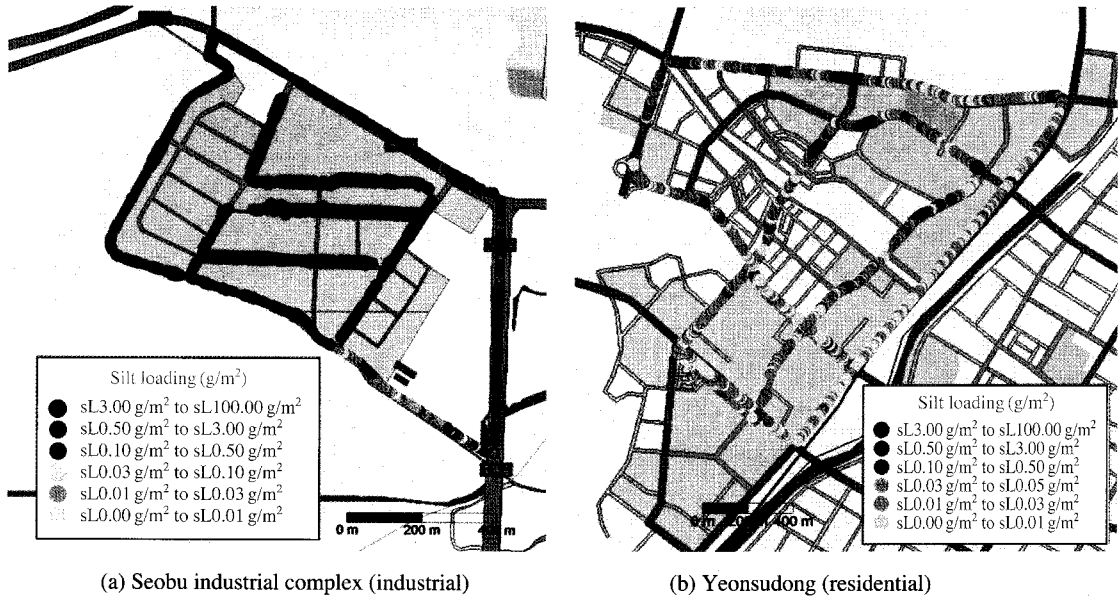 Silt loading (g/m²)
sL3.00 g/m² to sL100.00 g/m²
sL0.50 g/m² to sL3.00 g/m²
sL0.10 g/m² to sL0.50 g/m²
sL0.03 g/m² to sL0.10 g/m²
sL0.01 g/m² to sL0.03 g/m²
sL0.00 g/m² to sL0.01 g/m²
0 m 200 m
Silt loading (g/m²)
sL3.00 g/m² to sL100.00 g/m²
sL0.50 g/m² to sL3.00 g/m²
sL0.10 g/m² to sL0.50 g/m²
sL0.03 g/m² to sL0.05 g/m²
sL0.01 g/m² to sL0.03 g/m²
sL0.00 g/m² to sL0.01 g/m²
0 m 400 m
(a) Seobu industrial complex (industrial)
(b) Yeonsudong (residential)